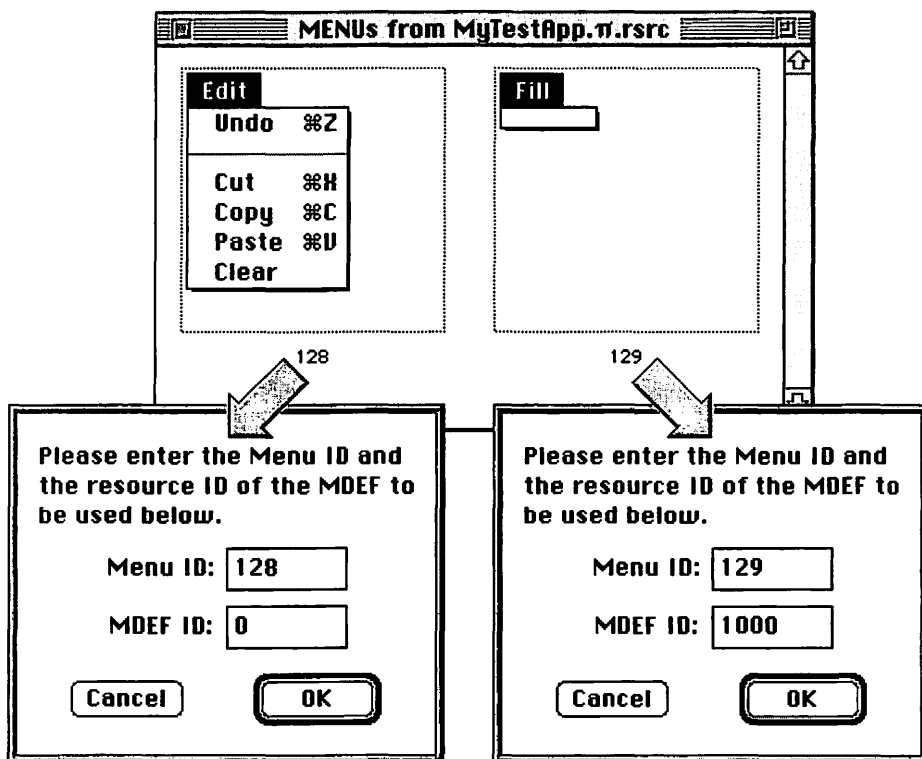 MENUs from MyTestApp.π.rsrc
Edit
Undo ⌘Z
Cut ⌘X
Copy ⌘C
Paste ⌘V
Clear
Fill
128
129
Please enter the Menu ID and
the resource ID of the MDEF to
be used below.
Menu ID: 128
MDEF ID: 0
Cancel OK
Please enter the Menu ID and
the resource ID of the MDEF to
be used below.
Menu ID: 129
MDEF ID: 1000
Cancel OK